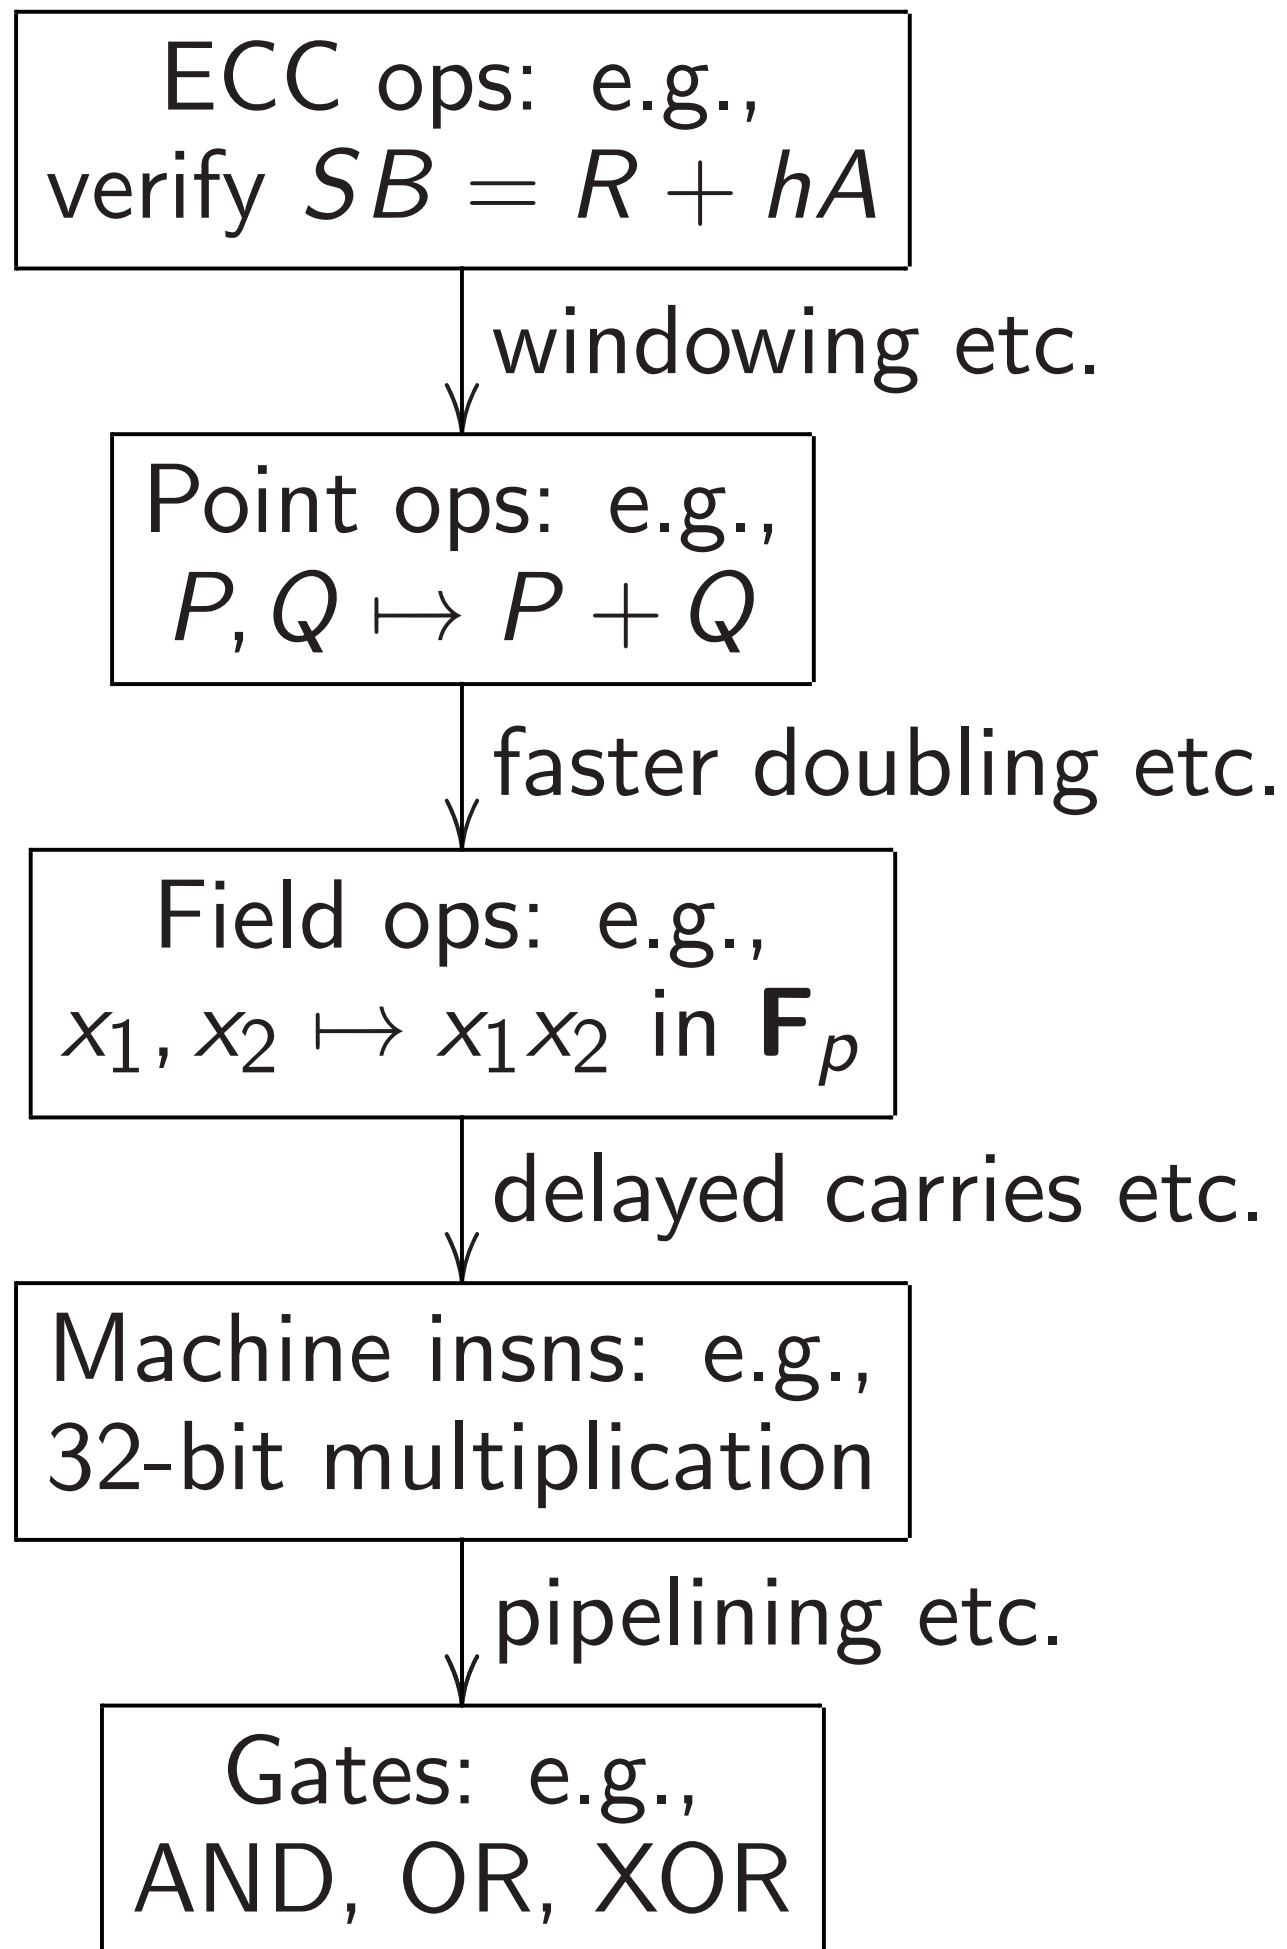 ECC ops: e.g.,
verify SB = R + hA
windowing etc.
Point ops: e.g.,
P, Q ↦ P + Q
faster doubling etc.
Field ops: e.g.,
x₁, x₂ ↦ x₁x₂ in 𝐅ₚ
delayed carries etc.
Machine insns: e.g.,
32-bit multiplication
pipelining etc.
Gates: e.g.,
AND, OR, XOR